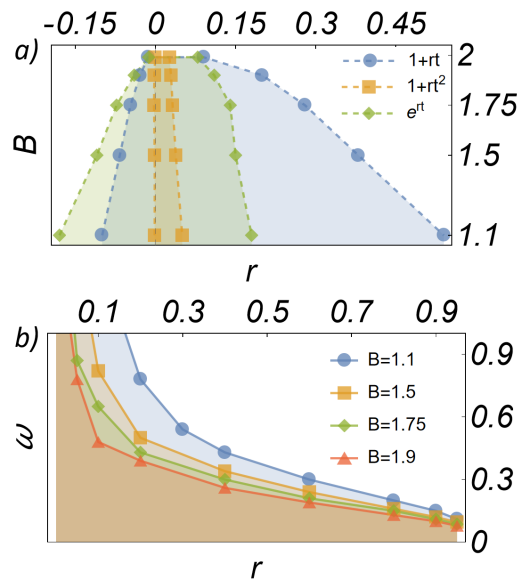 -0.15 0 0.15 0.3 0.45
a)
1+rt
1+rt²
e^rt
2
1.75
1.5
1.1
B
r
0.1 0.3 0.5 0.7 0.9
b)
B=1.1
B=1.5
B=1.75
B=1.9
0.9
0.6
0.3
0
ω
r